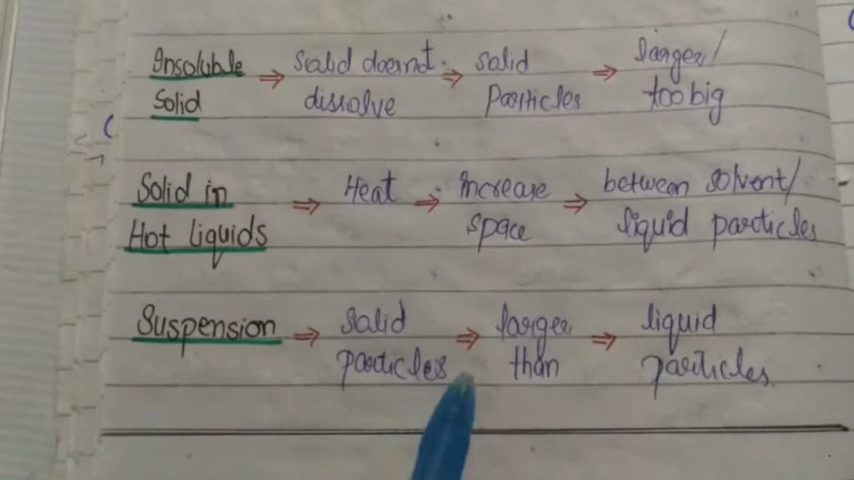 Insoluble ⇒ Solid doesnt ⇒ solid ⇒ larger/
Solid dissolve Particles too big
Solid in ⇒ Heat ⇒ increase ⇒ between solvent/
Hot liquids space liquid particles
Suspension ⇒ Solid ⇒ larger ⇒ liquid
particles than particles